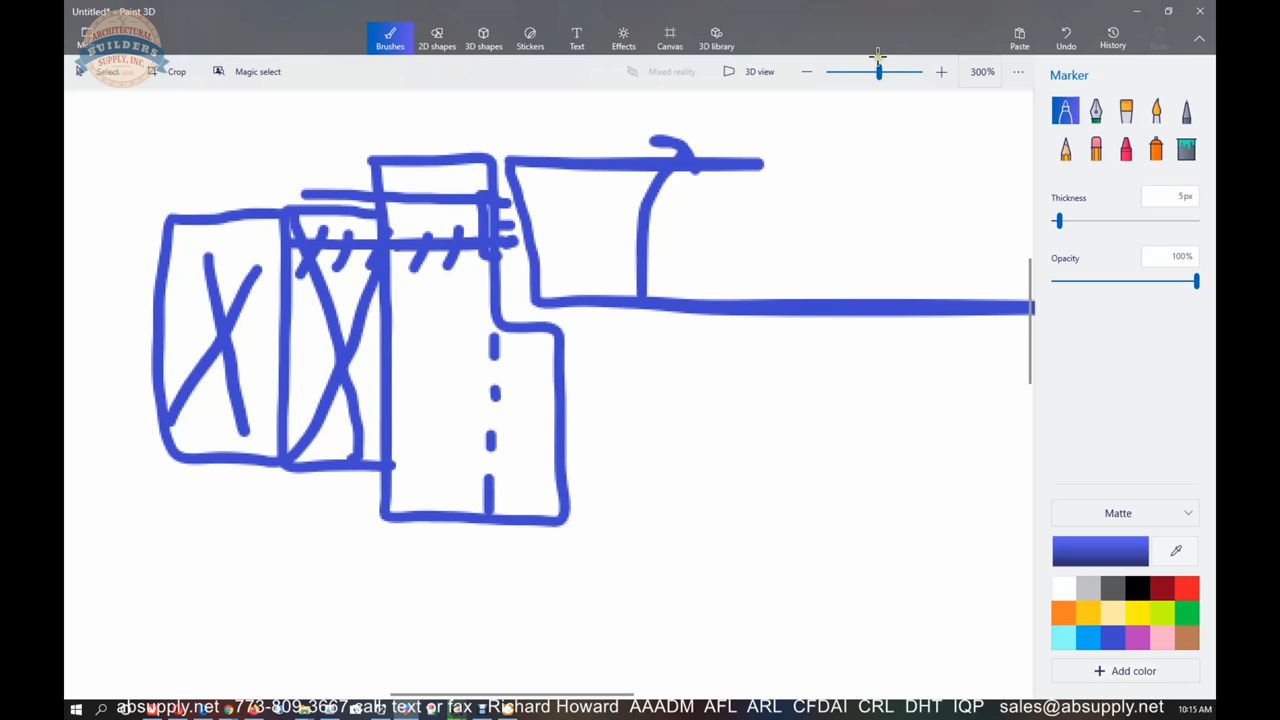 Untitled* - Paint 3D
ARCHITECTURAL
BUILDERS
SUPPLY, INC.
Brushes
2D shapes
3D shapes
Stickers
Text
Effects
Canvas
3D library
Paste
Undo
History
Redo
Select
Crop
Magic select
Mixed reality
3D view
300%
Marker
Thickness
5px
Opacity
100%
Matte
Add color
absupply.net 773-809-3667 call, text or fax Richard Howard AAADM AFL ARL CFDAI CRL DHT IQP sales@absupply.net
10:15 AM